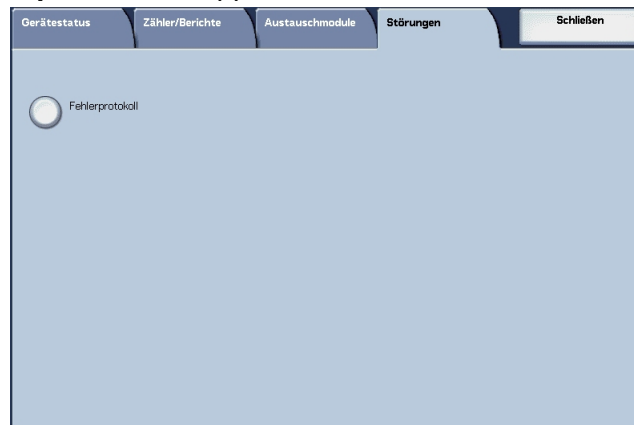 Gerätestatus
Zähler/Berichte
Austauschmodule
Störungen
Schließen
Fehlerprotokoll